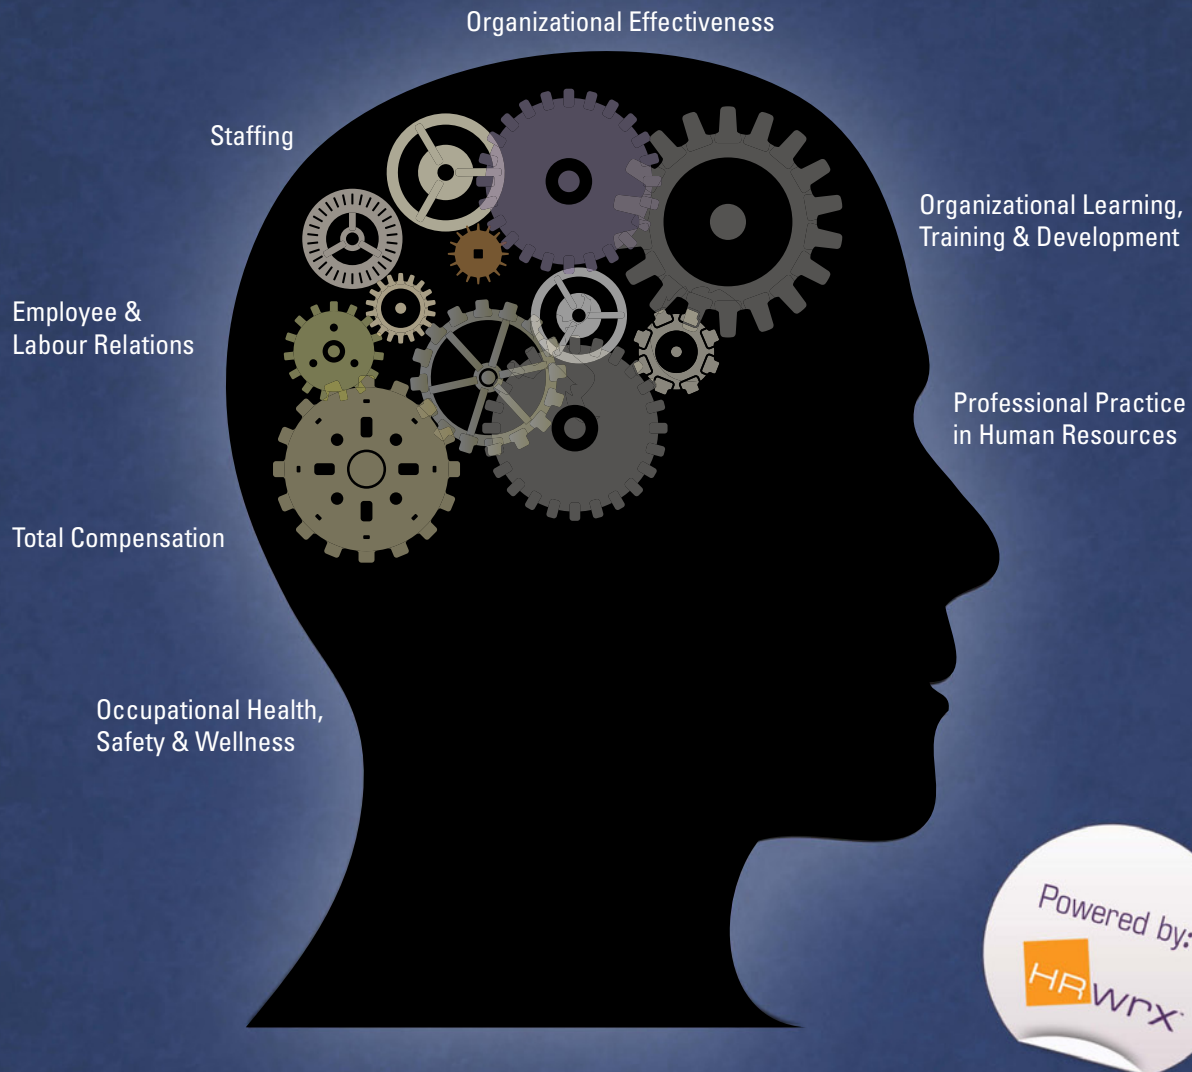 Organizational Effectiveness
Staffing
Organizational Learning,
Training & Development
Employee &
Labour Relations
Professional Practice
in Human Resources
Total Compensation
Occupational Health,
Safety & Wellness
Powered by:
HRwrx